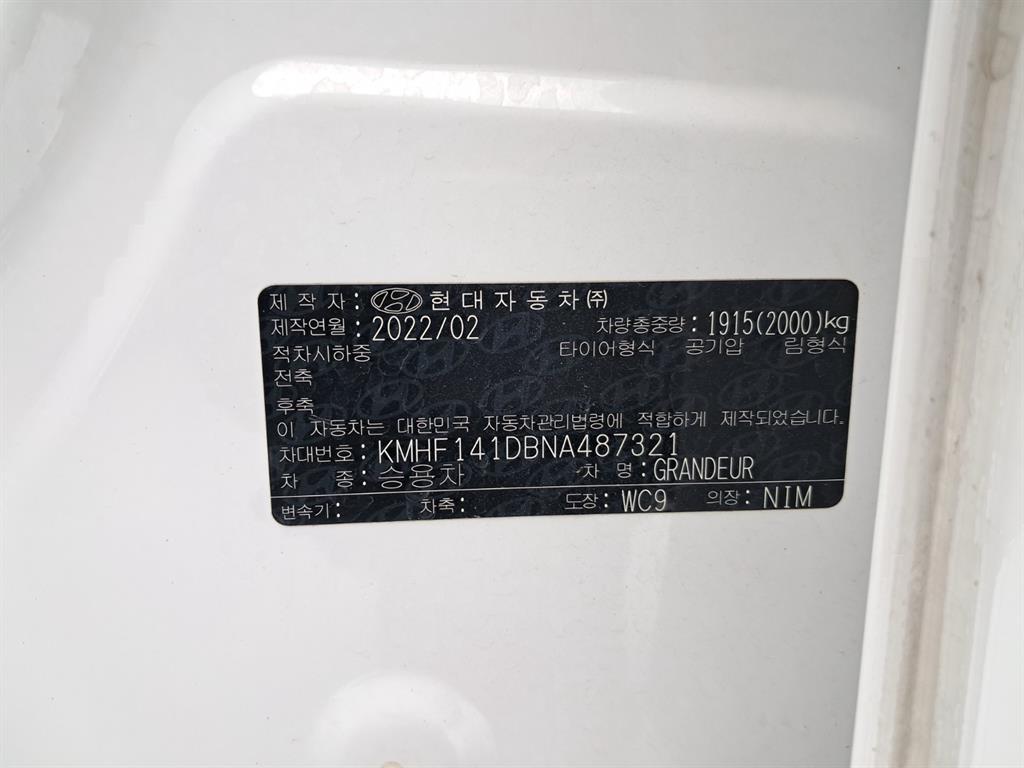 제 작 자 : 현 대 자 동 차 ㈜
제작연월 : 2022/02 차량총중량 : 1915(2000)kg
적차시하중 타이어형식 공기압 림형식
전축
후축
이 자동차는 대한민국 자동차관리법령에 적합하게 제작되었습니다.
차대번호 : KMHF141DBNA487321
차 종 : 승용차 차 명 : GRANDEUR
변속기 : 차축 : 도장 : WC9 의장 : NIM